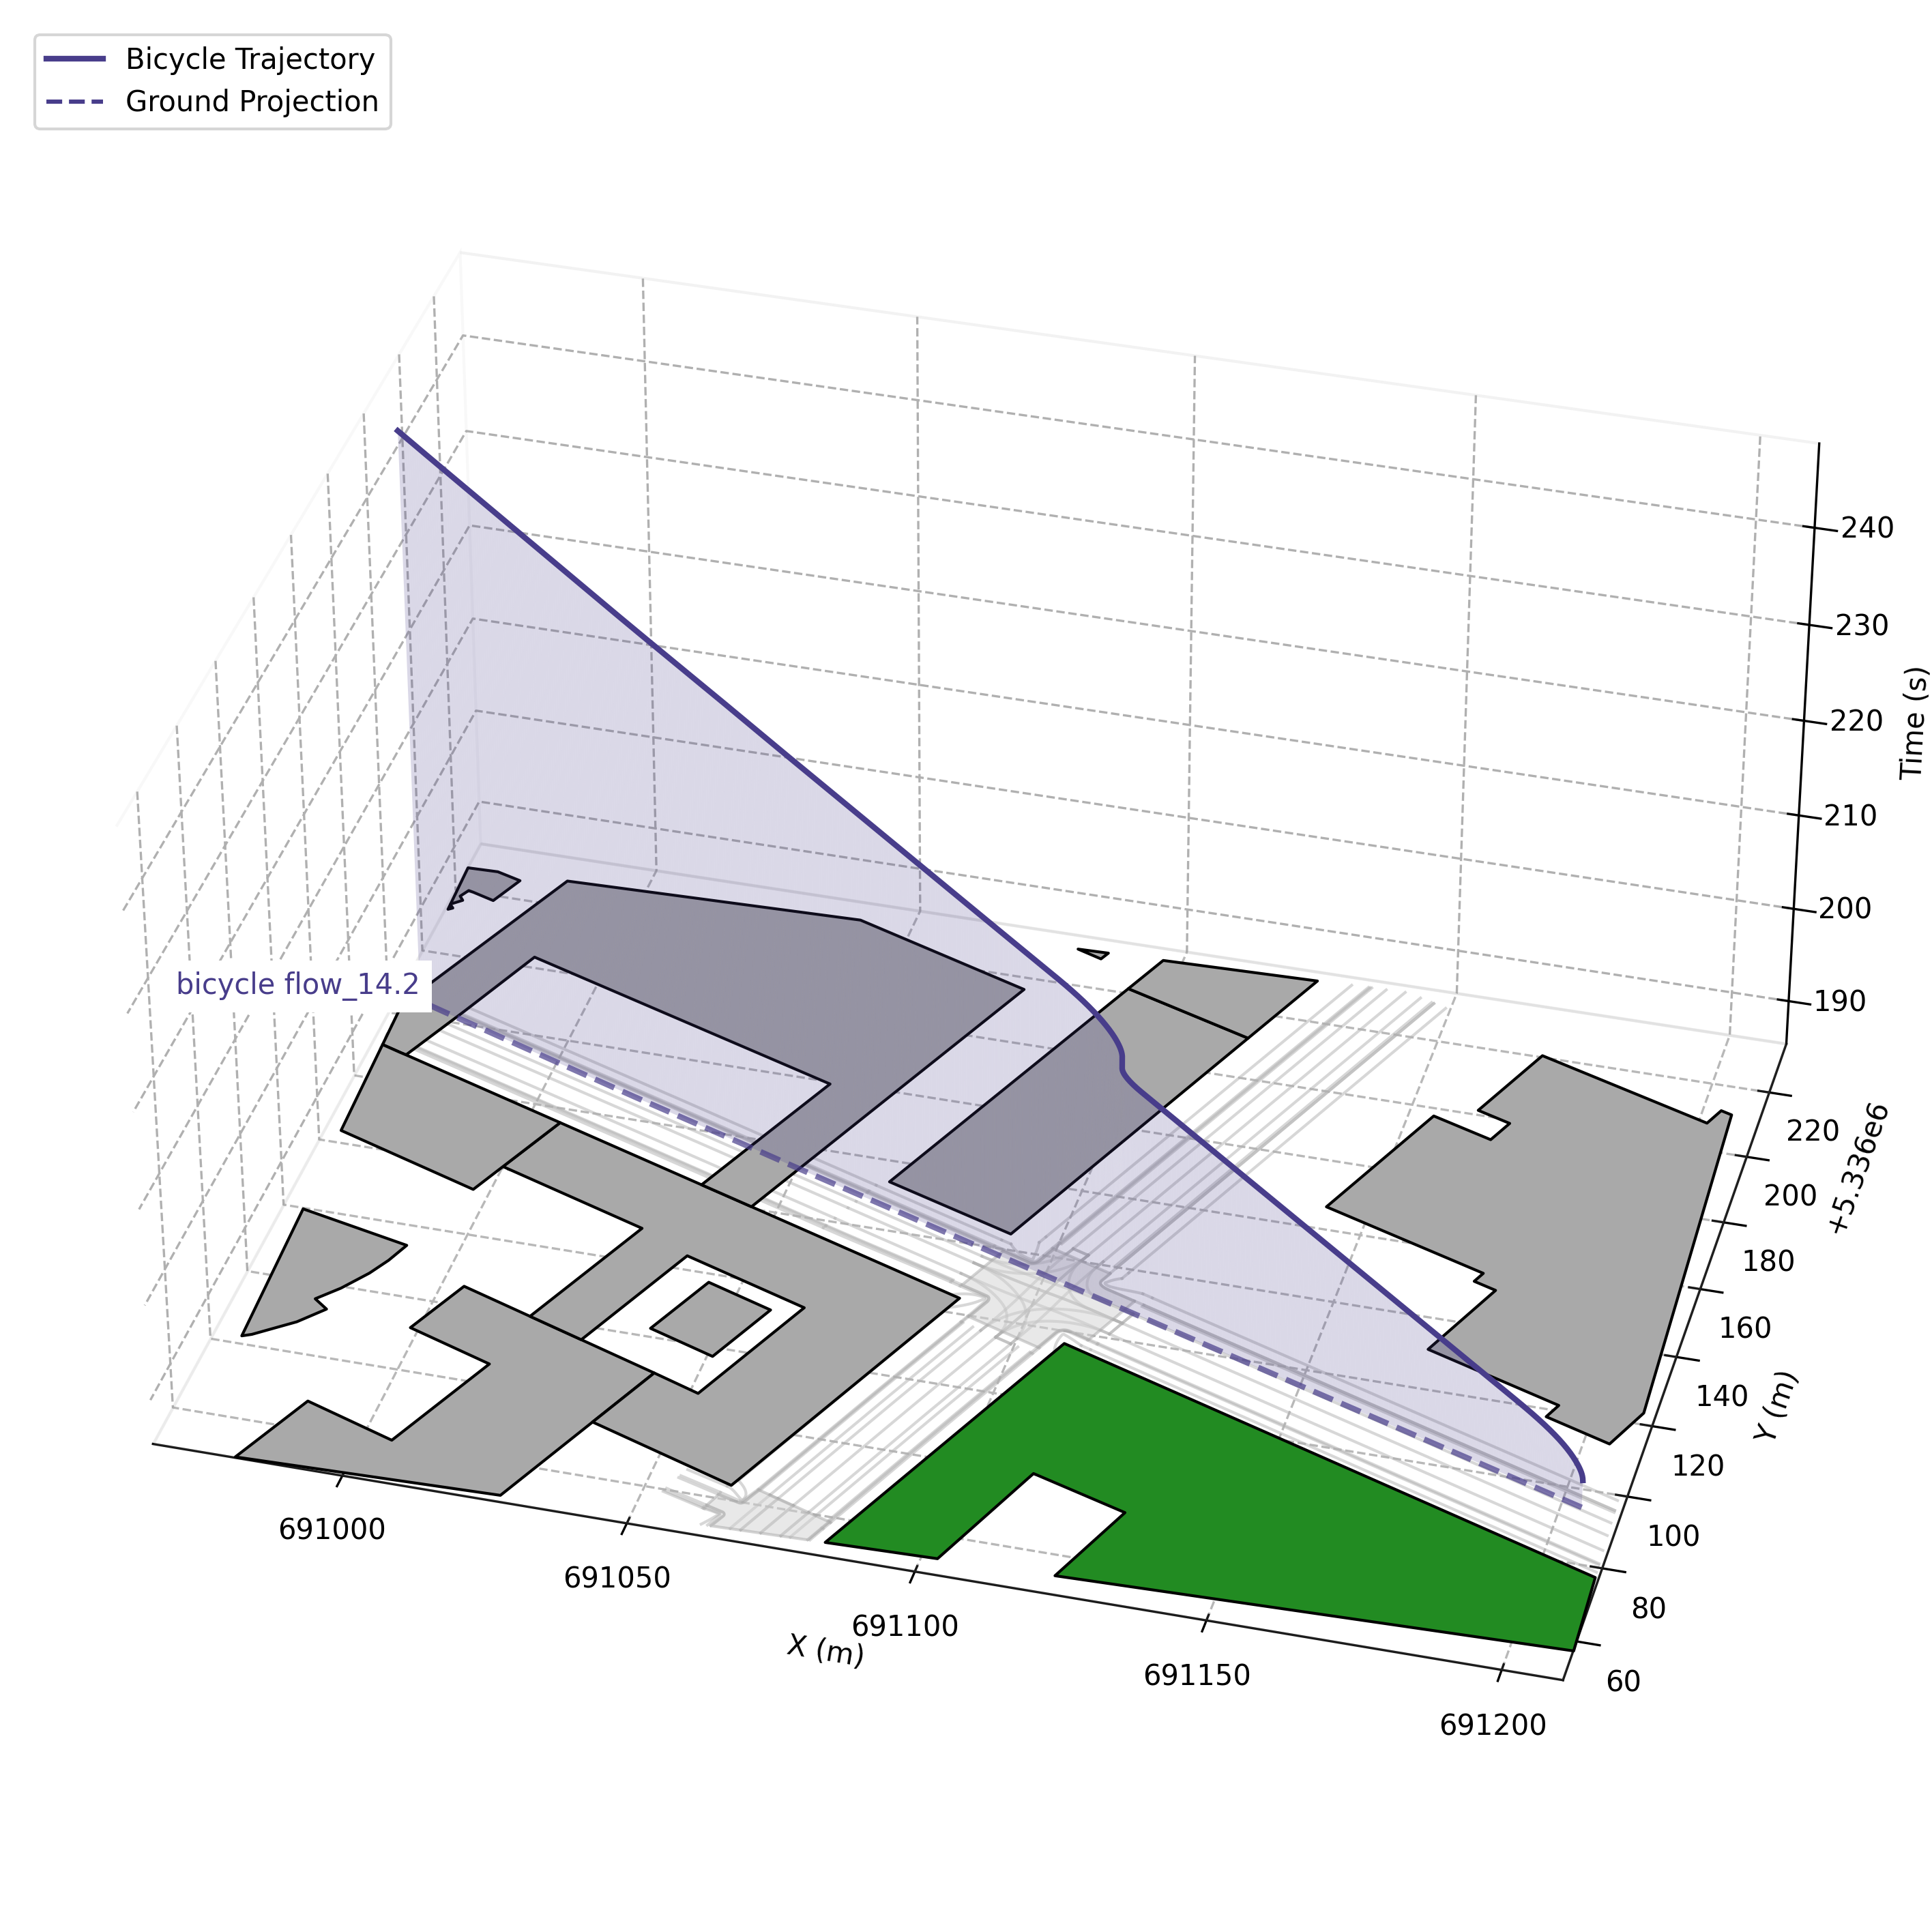 Bicycle Trajectory
Ground Projection
240
230
220
210
200
190
Time (s)
bicycle flow_14.2
220
200
180
160
140
120
100
80
60
+5.336e6
Y (m)
691000
691050
691100
691150
691200
X (m)